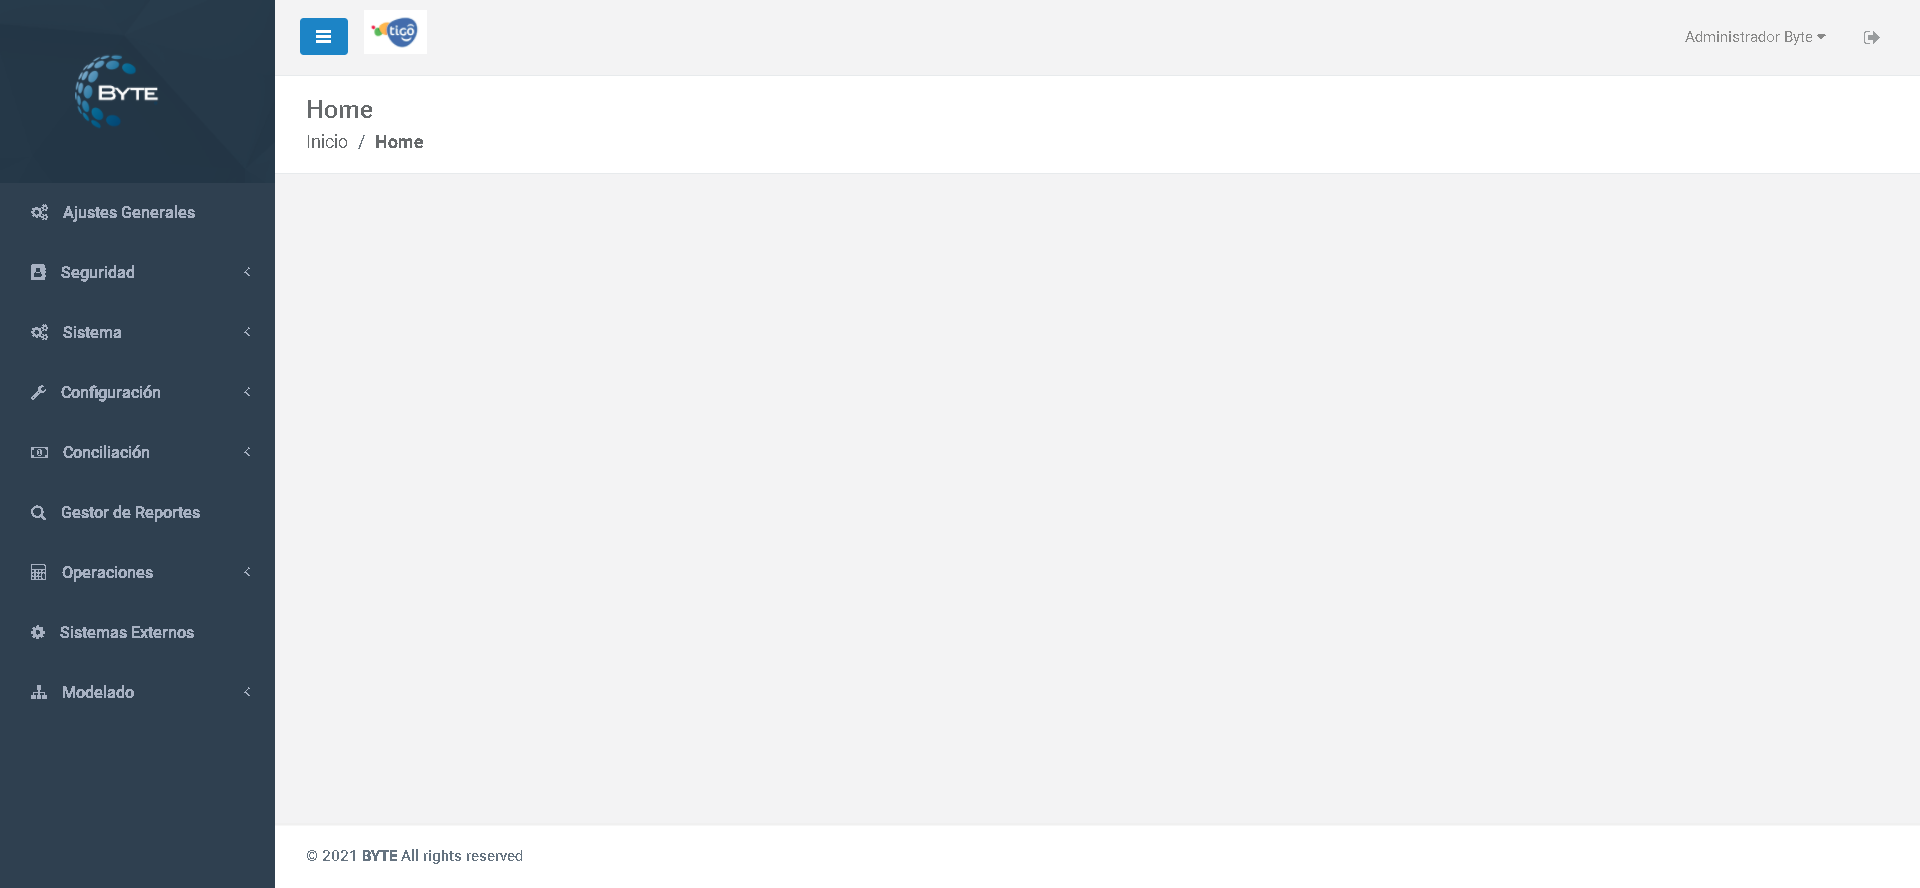 BYTE
tigo
Administrador Byte
Home
Inicio / Home
Ajustes Generales
Seguridad
Sistema
Configuración
Conciliación
Gestor de Reportes
Operaciones
Sistemas Externos
Modelado
© 2021 BYTE All rights reserved